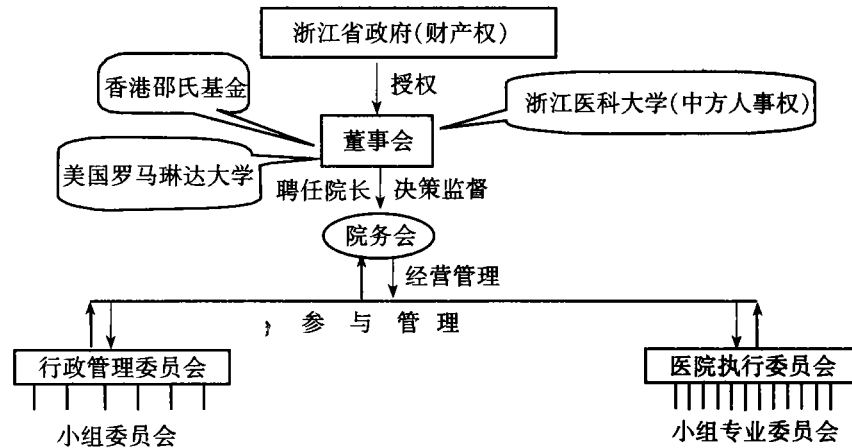 浙江省政府(财产权)
授权
香港邵氏基金
浙江医科大学(中方人事权)
董事会
美国罗马琳达大学
聘任院长 决策监督
院务会
经营管理
参与管理
行政管理委员会
医院执行委员会
小组委员会
小组专业委员会